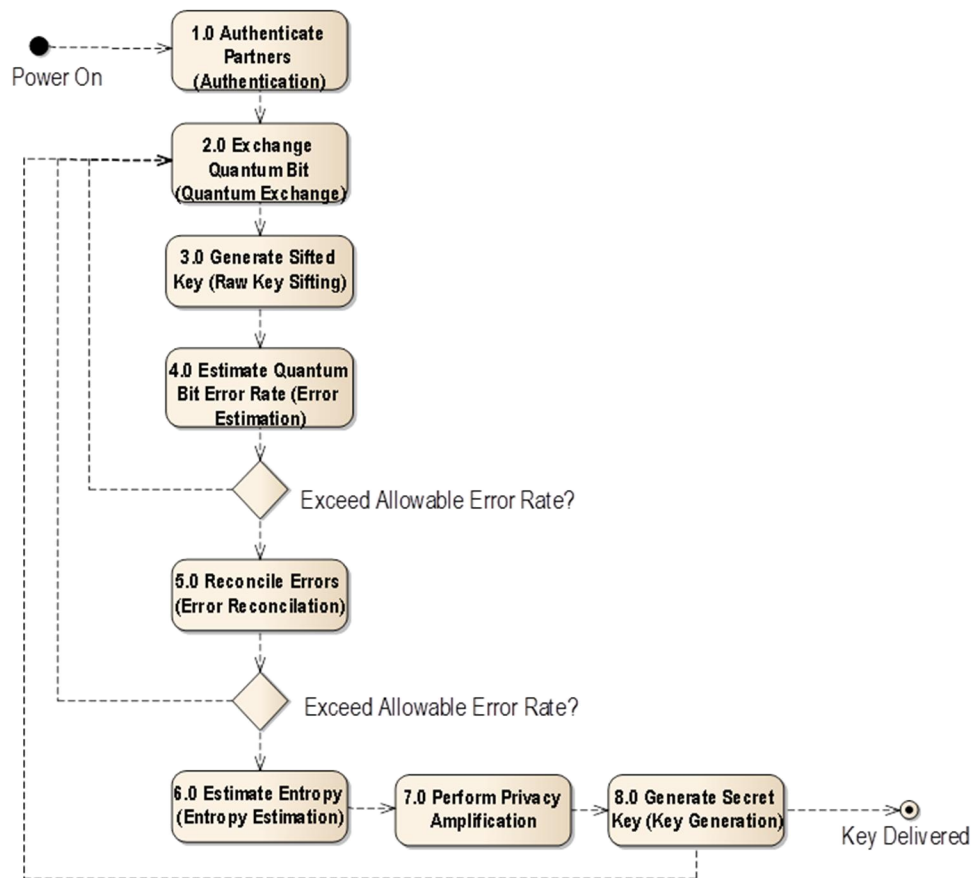 1.0 Authenticate
Partners
(Authentication)
Power On
2.0 Exchange
Quantum Bit
(Quantum Exchange)
3.0 Generate Sifted
Key (Raw Key Sifting)
4.0 Estimate Quantum
Bit Error Rate (Error
Estimation)
Exceed Allowable Error Rate?
5.0 Reconcile Errors
(Error Reconcilation)
Exceed Allowable Error Rate?
6.0 Estimate Entropy
(Entropy Estimation)
7.0 Perform Privacy
Amplification
8.0 Generate Secret
Key (Key Generation)
Key Delivered